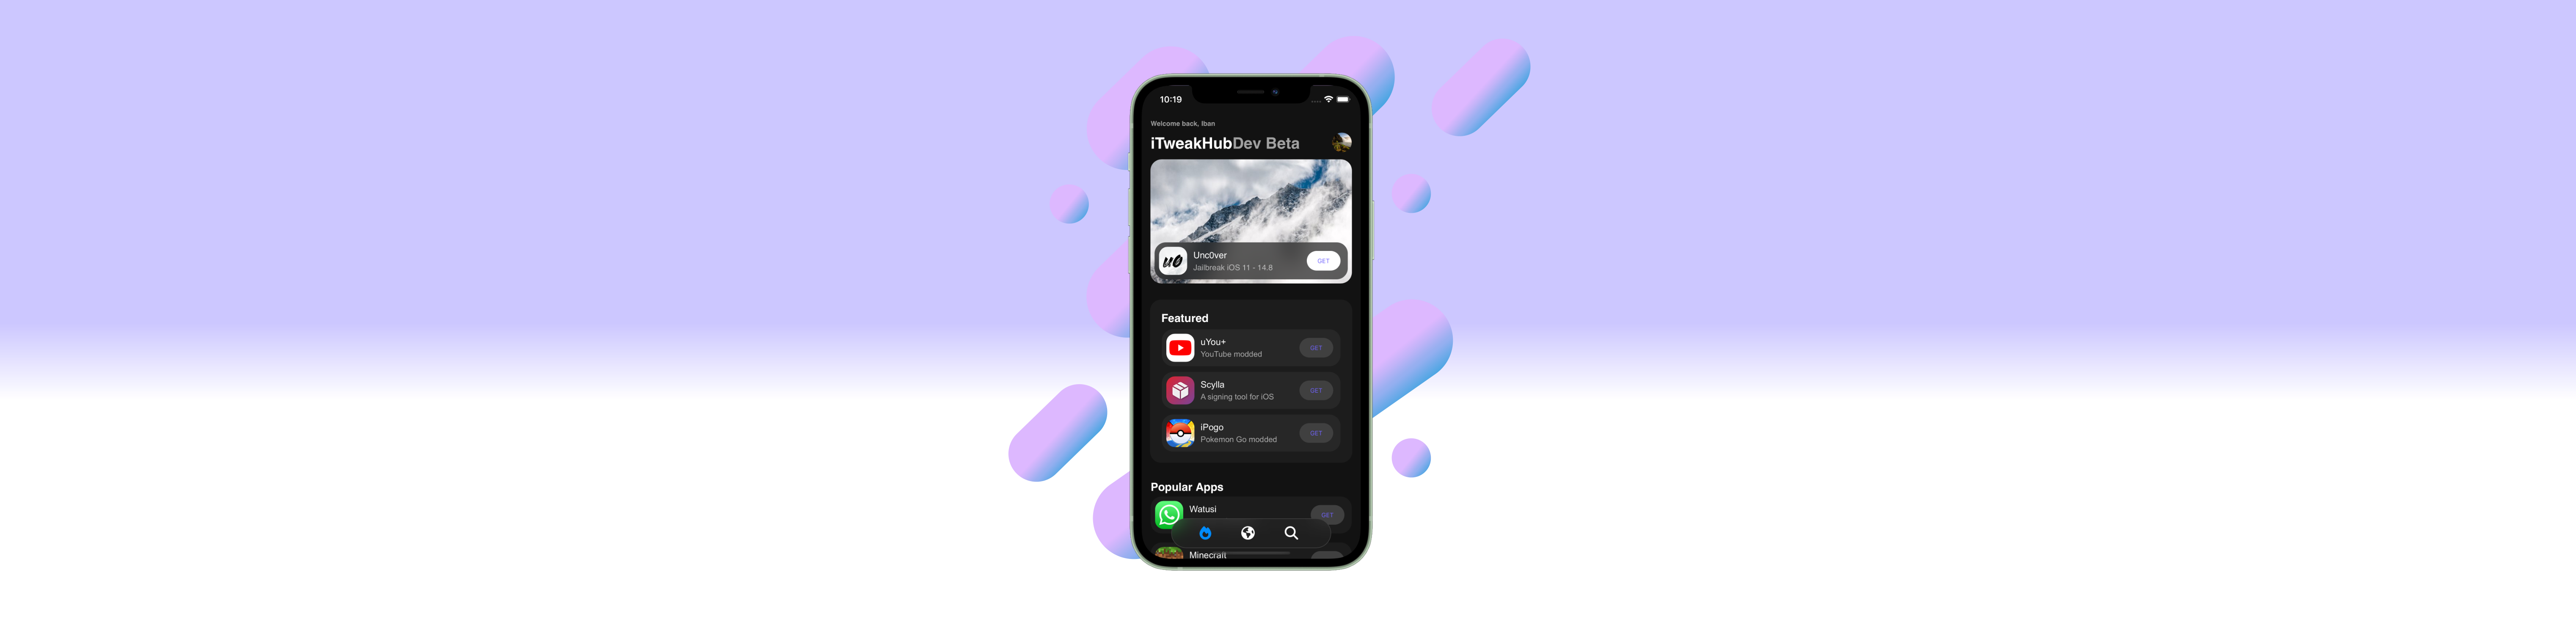 10:19
Welcome back, Iban
iTweakHubDev Beta
u0
Unc0ver
Jailbreak iOS 11 - 14.8
GET
Featured
uYou+
YouTube modded
GET
Scylla
A signing tool for iOS
GET
iPogo
Pokemon Go modded
GET
Popular Apps
Watusi
GET
Minecraft